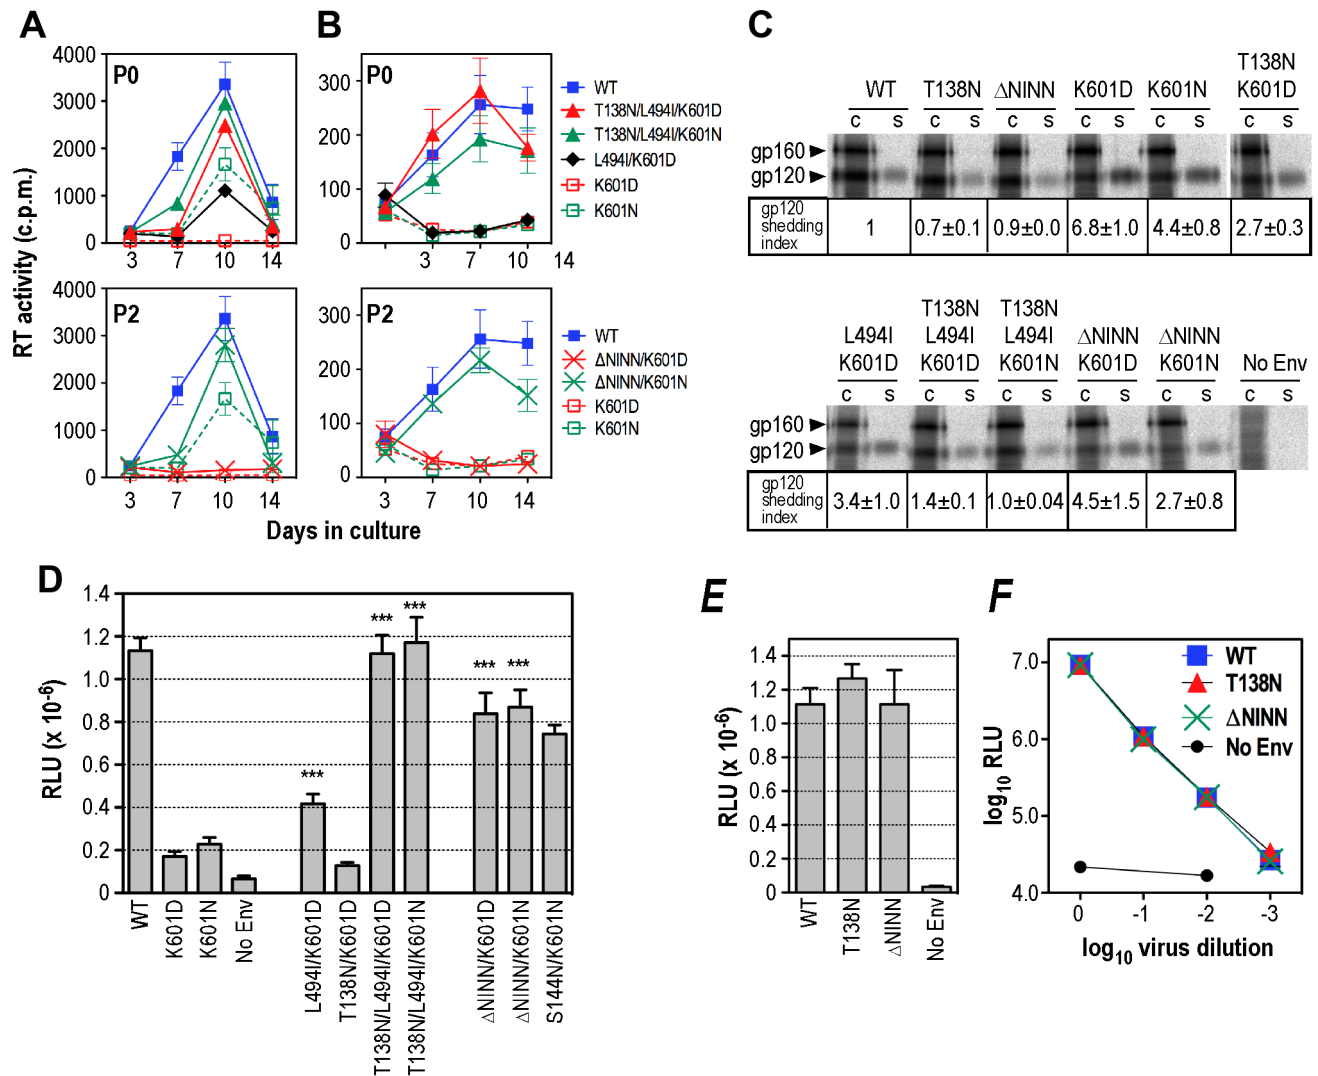 A
B
C
P0
4000
3000
2000
1000
0
3
7
10
14
P0
300
200
100
0
3
7
10
14
WT
T138N/L494I/K601D
T138N/L494I/K601N
L494I/K601D
K601D
K601N
RT activity (c.p.m.)
P2
4000
3000
2000
1000
0
3
7
10
14
P2
300
200
100
0
3
7
10
14
WT
ΔNINN/K601D
ΔNINN/K601N
K601D
K601N
Days in culture
T138N
WT T138N ΔNINN K601D K601N K601D
c s c s c s c s c s c s
gp160
gp120
gp120 shedding index
1 0.7±0.1 0.9±0.0 6.8±1.0 4.4±0.8 2.7±0.3
T138N T138N
L494I L494I L494I ΔNINN ΔNINN
K601D K601D K601N K601D K601N No Env
c s c s c s c s c s c s
gp160
gp120
gp120 shedding index
3.4±1.0 1.4±0.1 1.0±0.04 4.5±1.5 2.7±0.8
D
RLU (x 10-6)
1.4
1.2
1.0
0.8
0.6
0.4
0.2
0
*** *** *** *** ***
WT
K601D
K601N
No Env
L494I/K601D
T138N/K601D
T138N/L494I/K601D
T138N/L494I/K601N
ΔNINN/K601D
ΔNINN/K601N
S144N/K601N
E
RLU (x 10-6)
1.4
1.2
1.0
0.8
0.6
0.4
0.2
0
WT
T138N
ΔNINN
No Env
F
log10 RLU
7.0
6.0
5.0
4.0
WT
T138N
ΔNINN
No Env
0 -1 -2 -3
log10 virus dilution